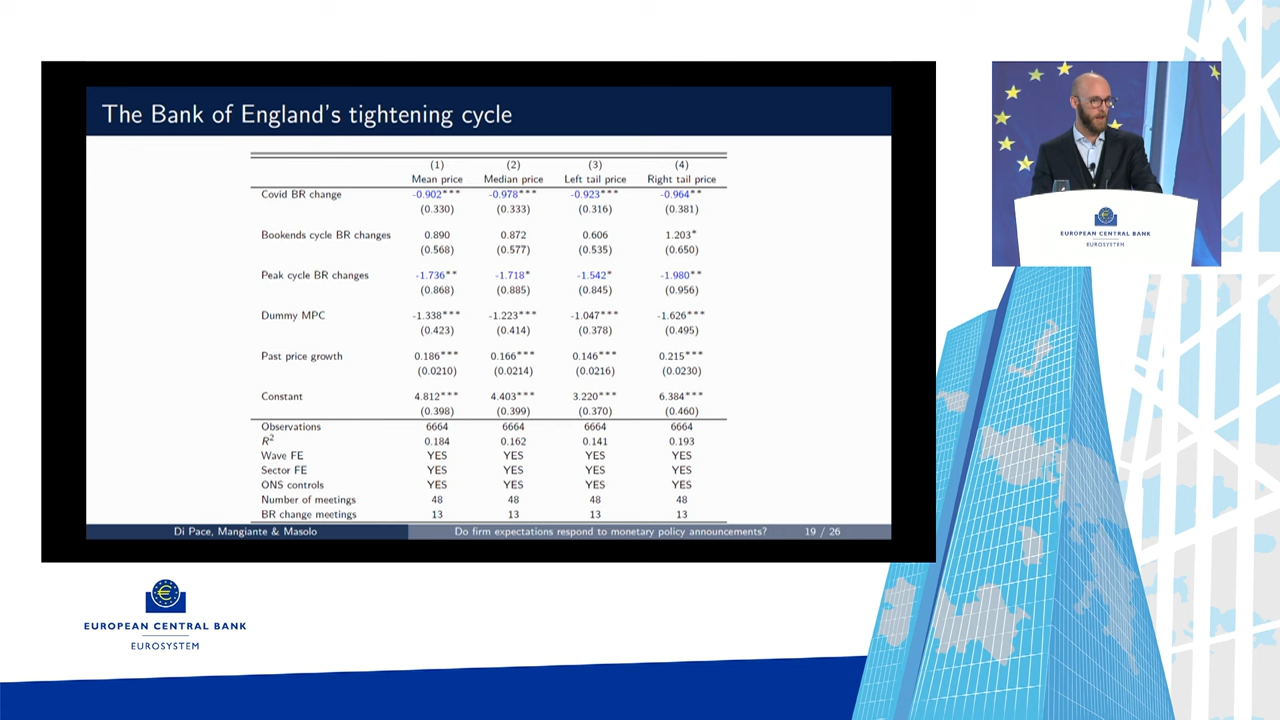 The Bank of England's tightening cycle
(1) (2) (3) (4)
Mean price Median price Left tail price Right tail price
Covid BR change -0.902*** -0.978*** -0.923*** -0.964**
(0.330) (0.333) (0.316) (0.381)
Bookends cycle BR changes 0.890 0.872 0.606 1.203*
(0.568) (0.577) (0.535) (0.650)
Peak cycle BR changes -1.736** -1.718* -1.542* -1.980**
(0.868) (0.885) (0.845) (0.956)
Dummy MPC -1.338*** -1.223*** -1.047*** -1.626***
(0.423) (0.414) (0.378) (0.495)
Past price growth 0.186*** 0.166*** 0.146*** 0.215***
(0.0210) (0.0214) (0.0216) (0.0230)
Constant 4.812*** 4.403*** 3.220*** 6.384***
(0.398) (0.399) (0.370) (0.460)
Observations 6664 6664 6664 6664
R² 0.184 0.162 0.141 0.193
Wave FE YES YES YES YES
Sector FE YES YES YES YES
ONS controls YES YES YES YES
Number of meetings 48 48 48 48
BR change meetings 13 13 13 13
Di Pace, Mangiante & Masolo Do firm expectations respond to monetary policy announcements? 19 / 26
EUROPEAN CENTRAL BANK
EUROSYSTEM
EUROPEAN CENTRAL BANK
EUROSYSTEM